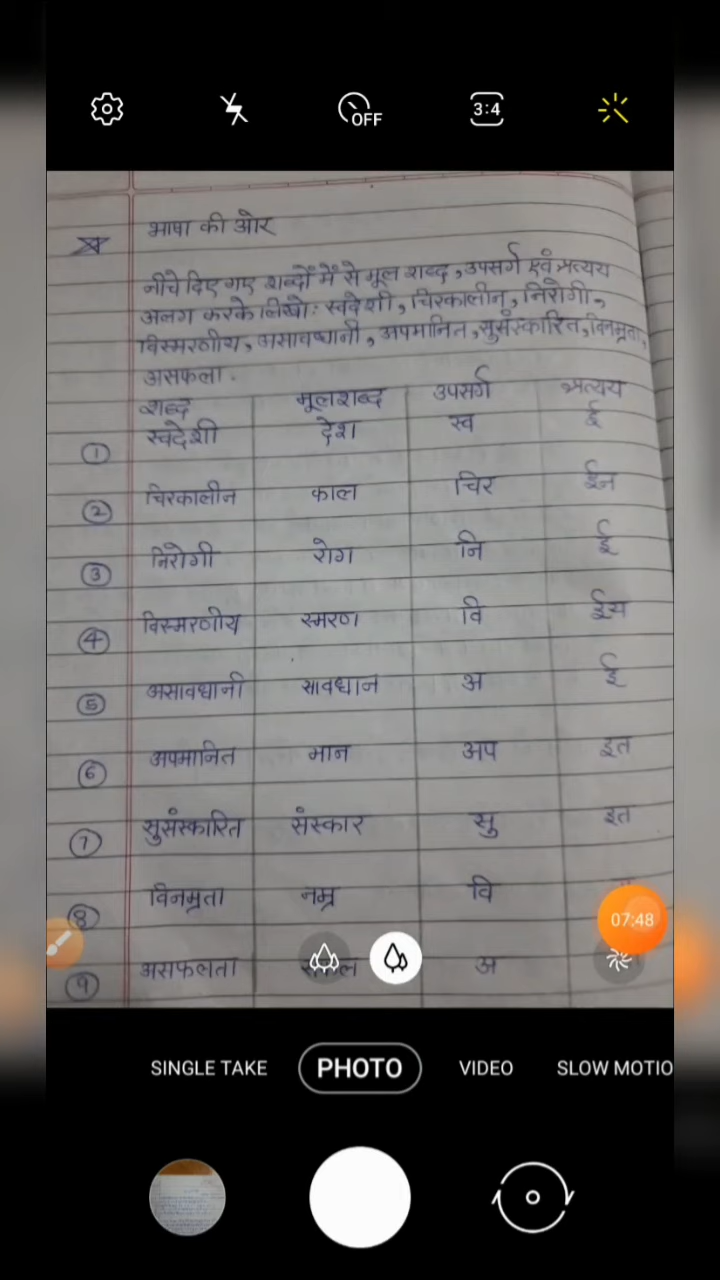 OFF
3:4
भाषा की ओर
नीचे दिए गए शब्दों में से मूल शब्द, उपसर्ग एवं प्रत्यय
अलग करके लिखो: स्वदेशी, चिरकालीन, निरोगी,
विस्मरणीय, असावधानी, अपमानित, सुसंस्कारित, विनम्रता,
असफला.
शब्द मूलशब्द उपसर्ग प्रत्यय
1 स्वदेशी देश स्व ई
2 चिरकालीन काल चिर ईन
3 निरोगी रोग नि ई
4 विस्मरणीय स्मरण वि ईय
5 असावधानी सावधान अ ई
6 अपमानित मान अप इत
7 सुसंस्कारित संस्कार सु इत
8 विनम्रता नम्र वि
07:48
9 असफलता अ
SINGLE TAKE PHOTO VIDEO SLOW MOTIO